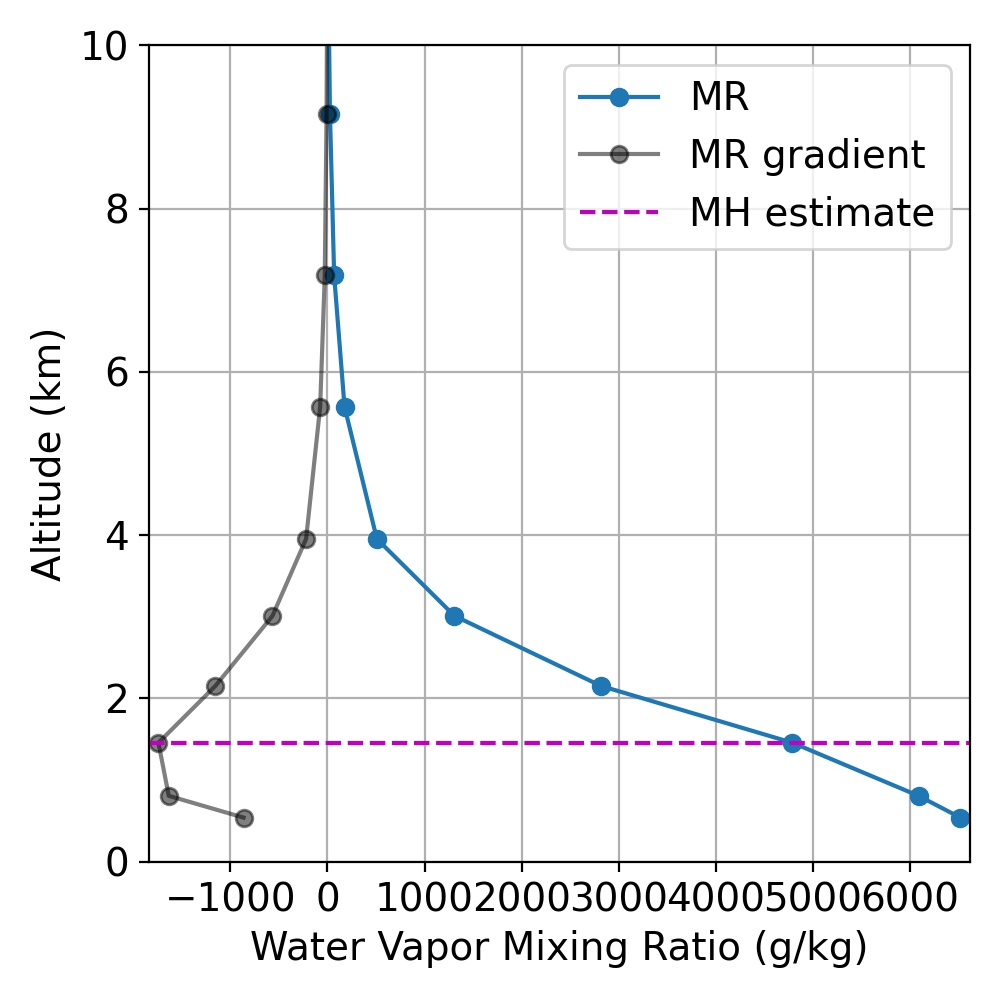 10
8
6
4
2
0
Altitude (km)
MR
MR gradient
MH estimate
−1000 0 1000 2000 3000 4000 5000 6000
Water Vapor Mixing Ratio (g/kg)